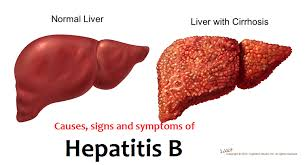 Normal Liver
Liver with Cirrhosis
Causes, signs and symptoms of
Hepatitis B